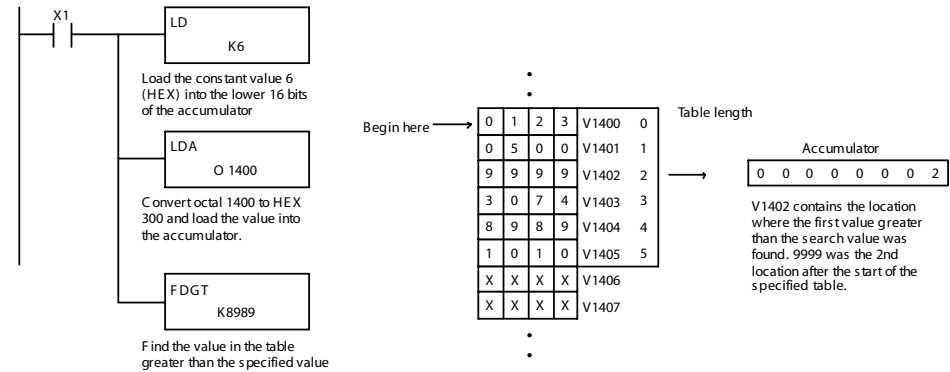 X1
LD
K6
Load the constant value 6
(HEX) into the lower 16 bits
of the accumulator
LDA
O 1400
Convert octal 1400 to HEX
300 and load the value into
the accumulator.
FDGT
K8989
Find the value in the table
greater than the specified value
Begin here
Table length
0 1 2 3 V1400 0
0 5 0 0 V1401 1
9 9 9 9 V1402 2
3 0 7 4 V1403 3
8 9 8 9 V1404 4
1 0 1 0 V1405 5
X X X X V1406
X X X X V1407
Accumulator
0 0 0 0 0 0 0 2
V1402 contains the location
where the first value greater
than the search value was
found. 9999 was the 2nd
location after the start of the
specified table.